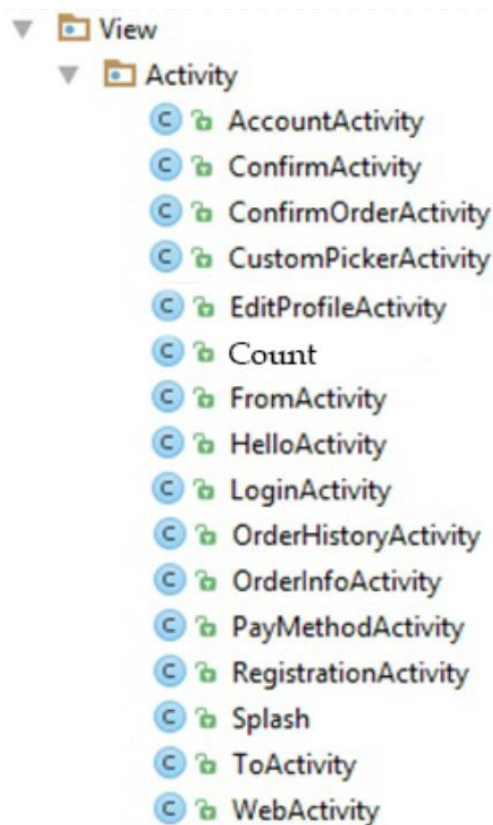 View
Activity
AccountActivity
ConfirmActivity
ConfirmOrderActivity
CustomPickerActivity
EditProfileActivity
Count
FromActivity
HelloActivity
LoginActivity
OrderHistoryActivity
OrderInfoActivity
PayMethodActivity
RegistrationActivity
Splash
ToActivity
WebActivity